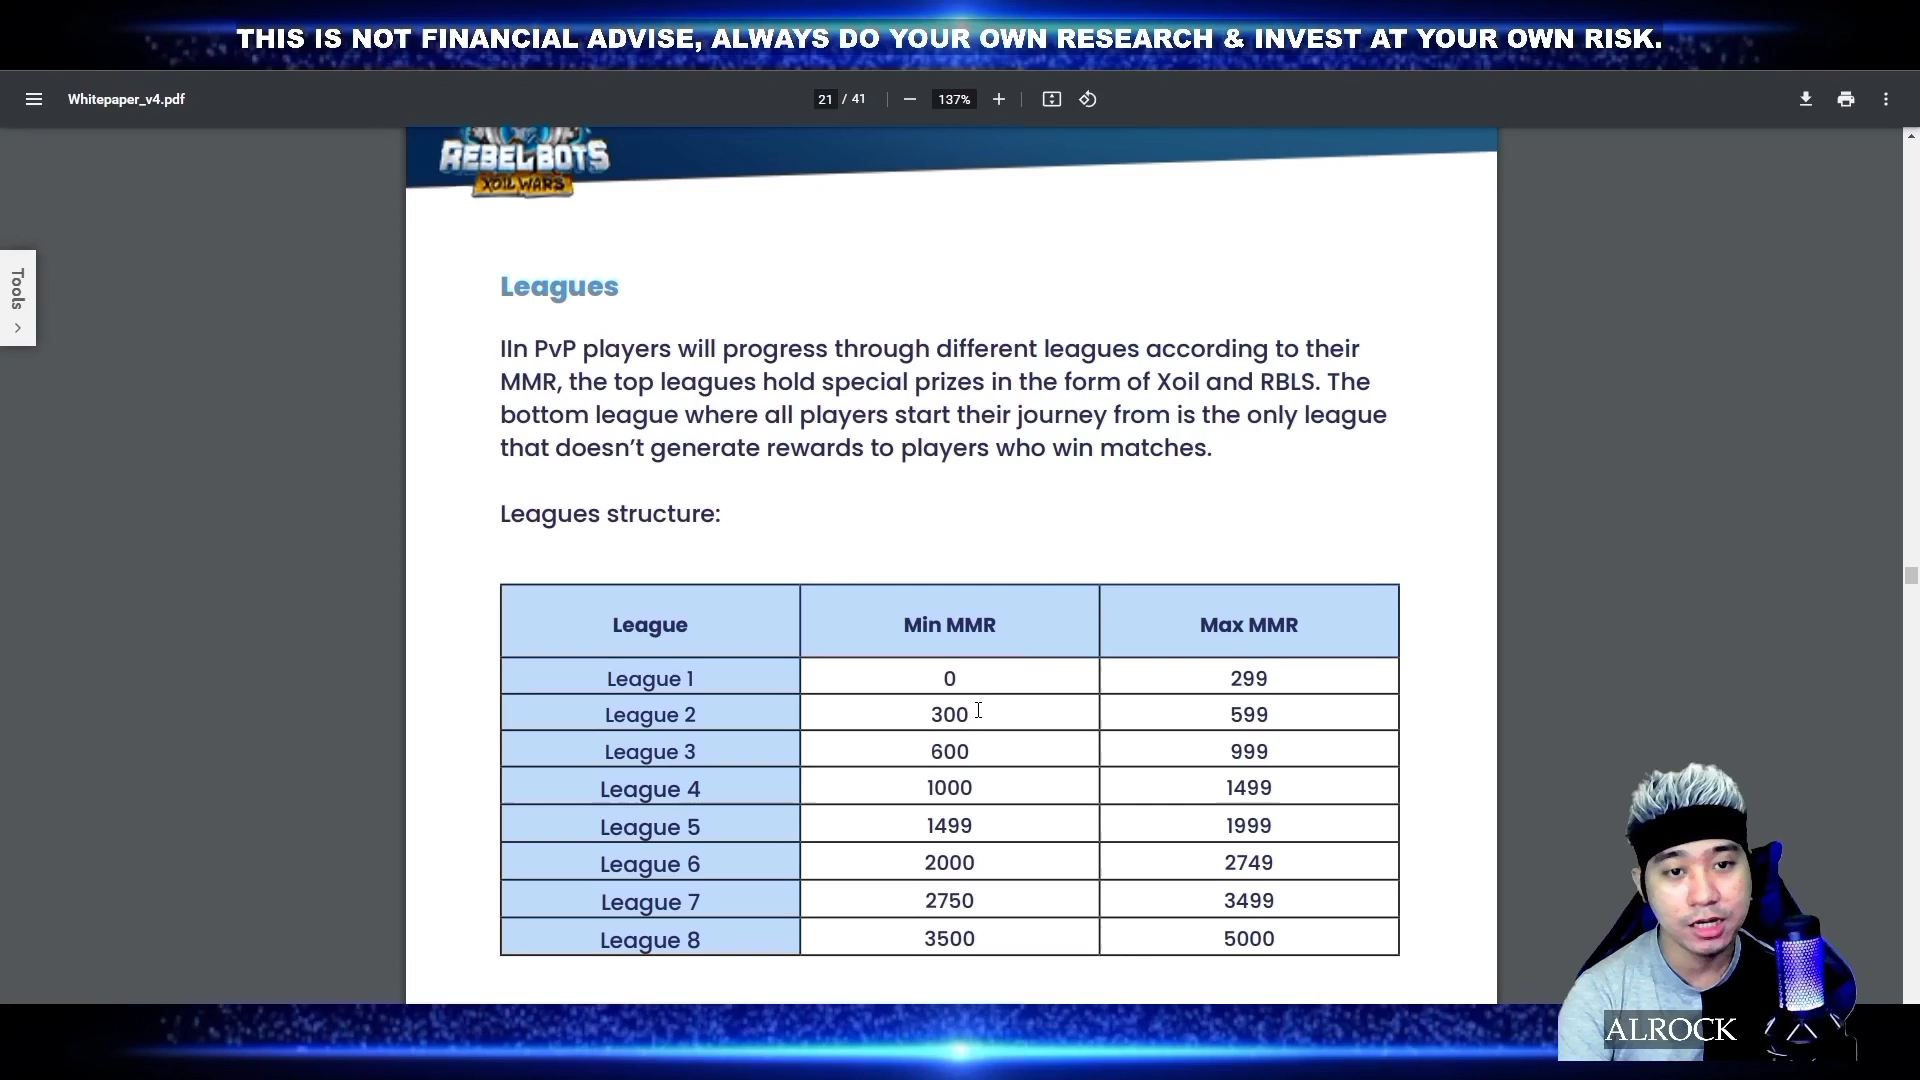 THIS IS NOT FINANCIAL ADVISE, ALWAYS DO YOUR OWN RESEARCH & INVEST AT YOUR OWN RISK.
Whitepaper_v4.pdf
21 / 41
137%
REBEL BOTS
XOIL WARS
Tools
Leagues
IIn PvP players will progress through different leagues according to their
MMR, the top leagues hold special prizes in the form of Xoil and RBLS. The
bottom league where all players start their journey from is the only league
that doesn’t generate rewards to players who win matches.
Leagues structure:
League Min MMR Max MMR
League 1 0 299
League 2 300 599
League 3 600 999
League 4 1000 1499
League 5 1499 1999
League 6 2000 2749
League 7 2750 3499
League 8 3500 5000
ALROCK